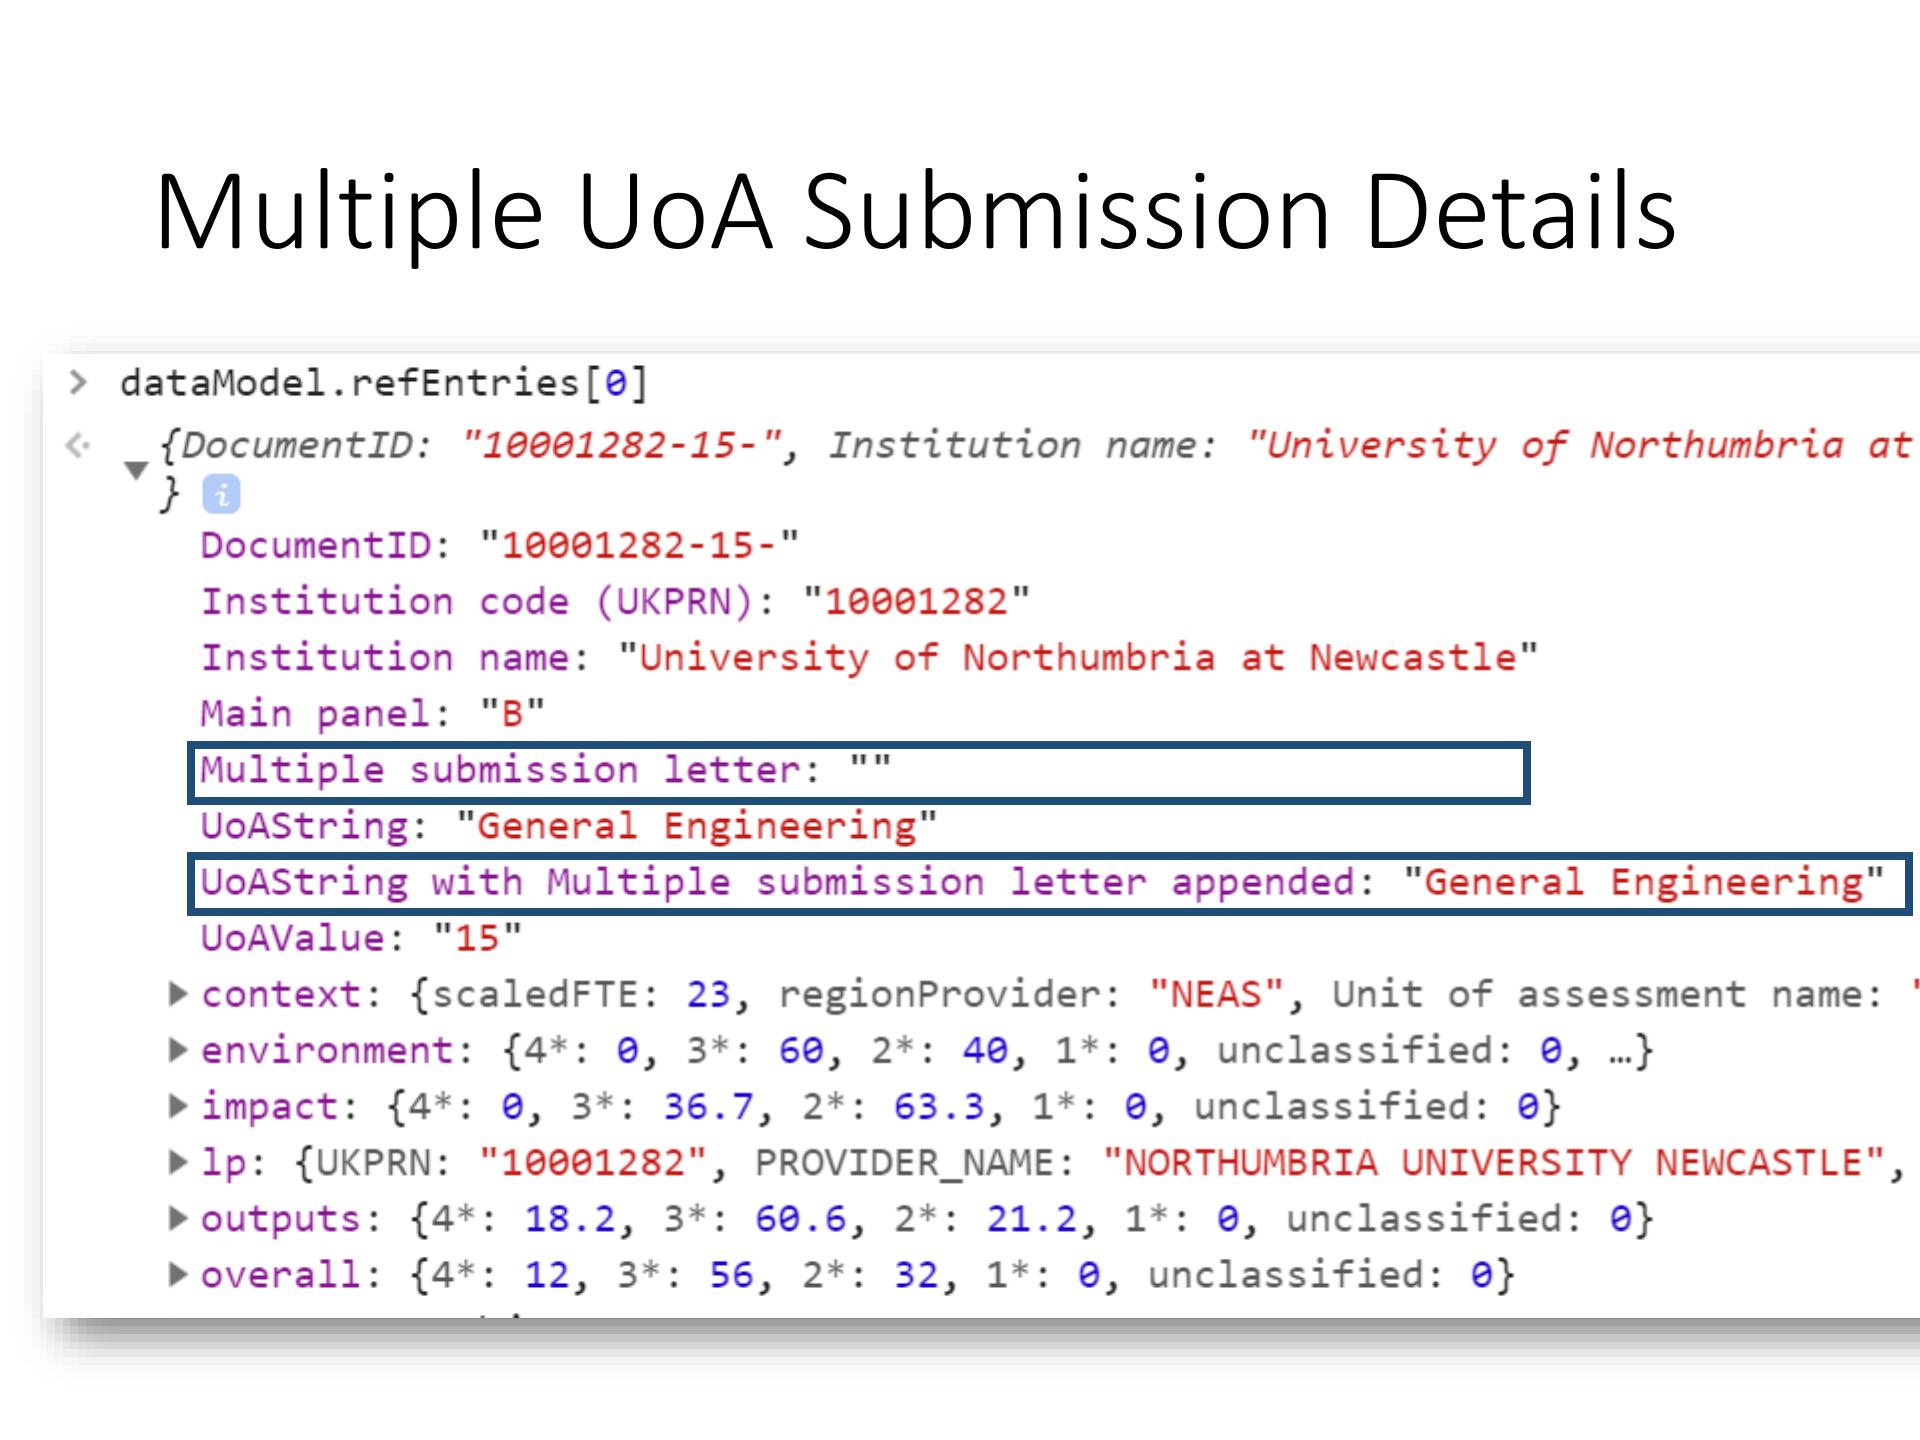 Multiple UoA Submission Details
> dataModel.refEntries[0]
{DocumentID: "10001282-15-", Institution name: "University of Northumbria at
} i
DocumentID: "10001282-15-"
Institution code (UKPRN): "10001282"
Institution name: "University of Northumbria at Newcastle"
Main panel: "B"
Multiple submission letter: ""
UoAString: "General Engineering"
UoAString with Multiple submission letter appended: "General Engineering"
UoAValue: "15"
context: {scaledFTE: 23, regionProvider: "NEAS", Unit of assessment name: "
environment: {4*: 0, 3*: 60, 2*: 40, 1*: 0, unclassified: 0, …}
impact: {4*: 0, 3*: 36.7, 2*: 63.3, 1*: 0, unclassified: 0}
lp: {UKPRN: "10001282", PROVIDER_NAME: "NORTHUMBRIA UNIVERSITY NEWCASTLE",
outputs: {4*: 18.2, 3*: 60.6, 2*: 21.2, 1*: 0, unclassified: 0}
overall: {4*: 12, 3*: 56, 2*: 32, 1*: 0, unclassified: 0}